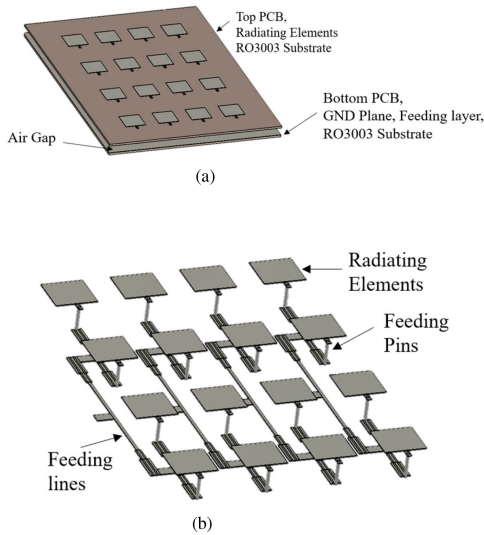 Top PCB,
Radiating Elements
RO3003 Substrate
Bottom PCB,
GND Plane, Feeding layer,
RO3003 Substrate
Air Gap
(a)
Radiating
Elements
Feeding
Pins
Feeding
lines
(b)